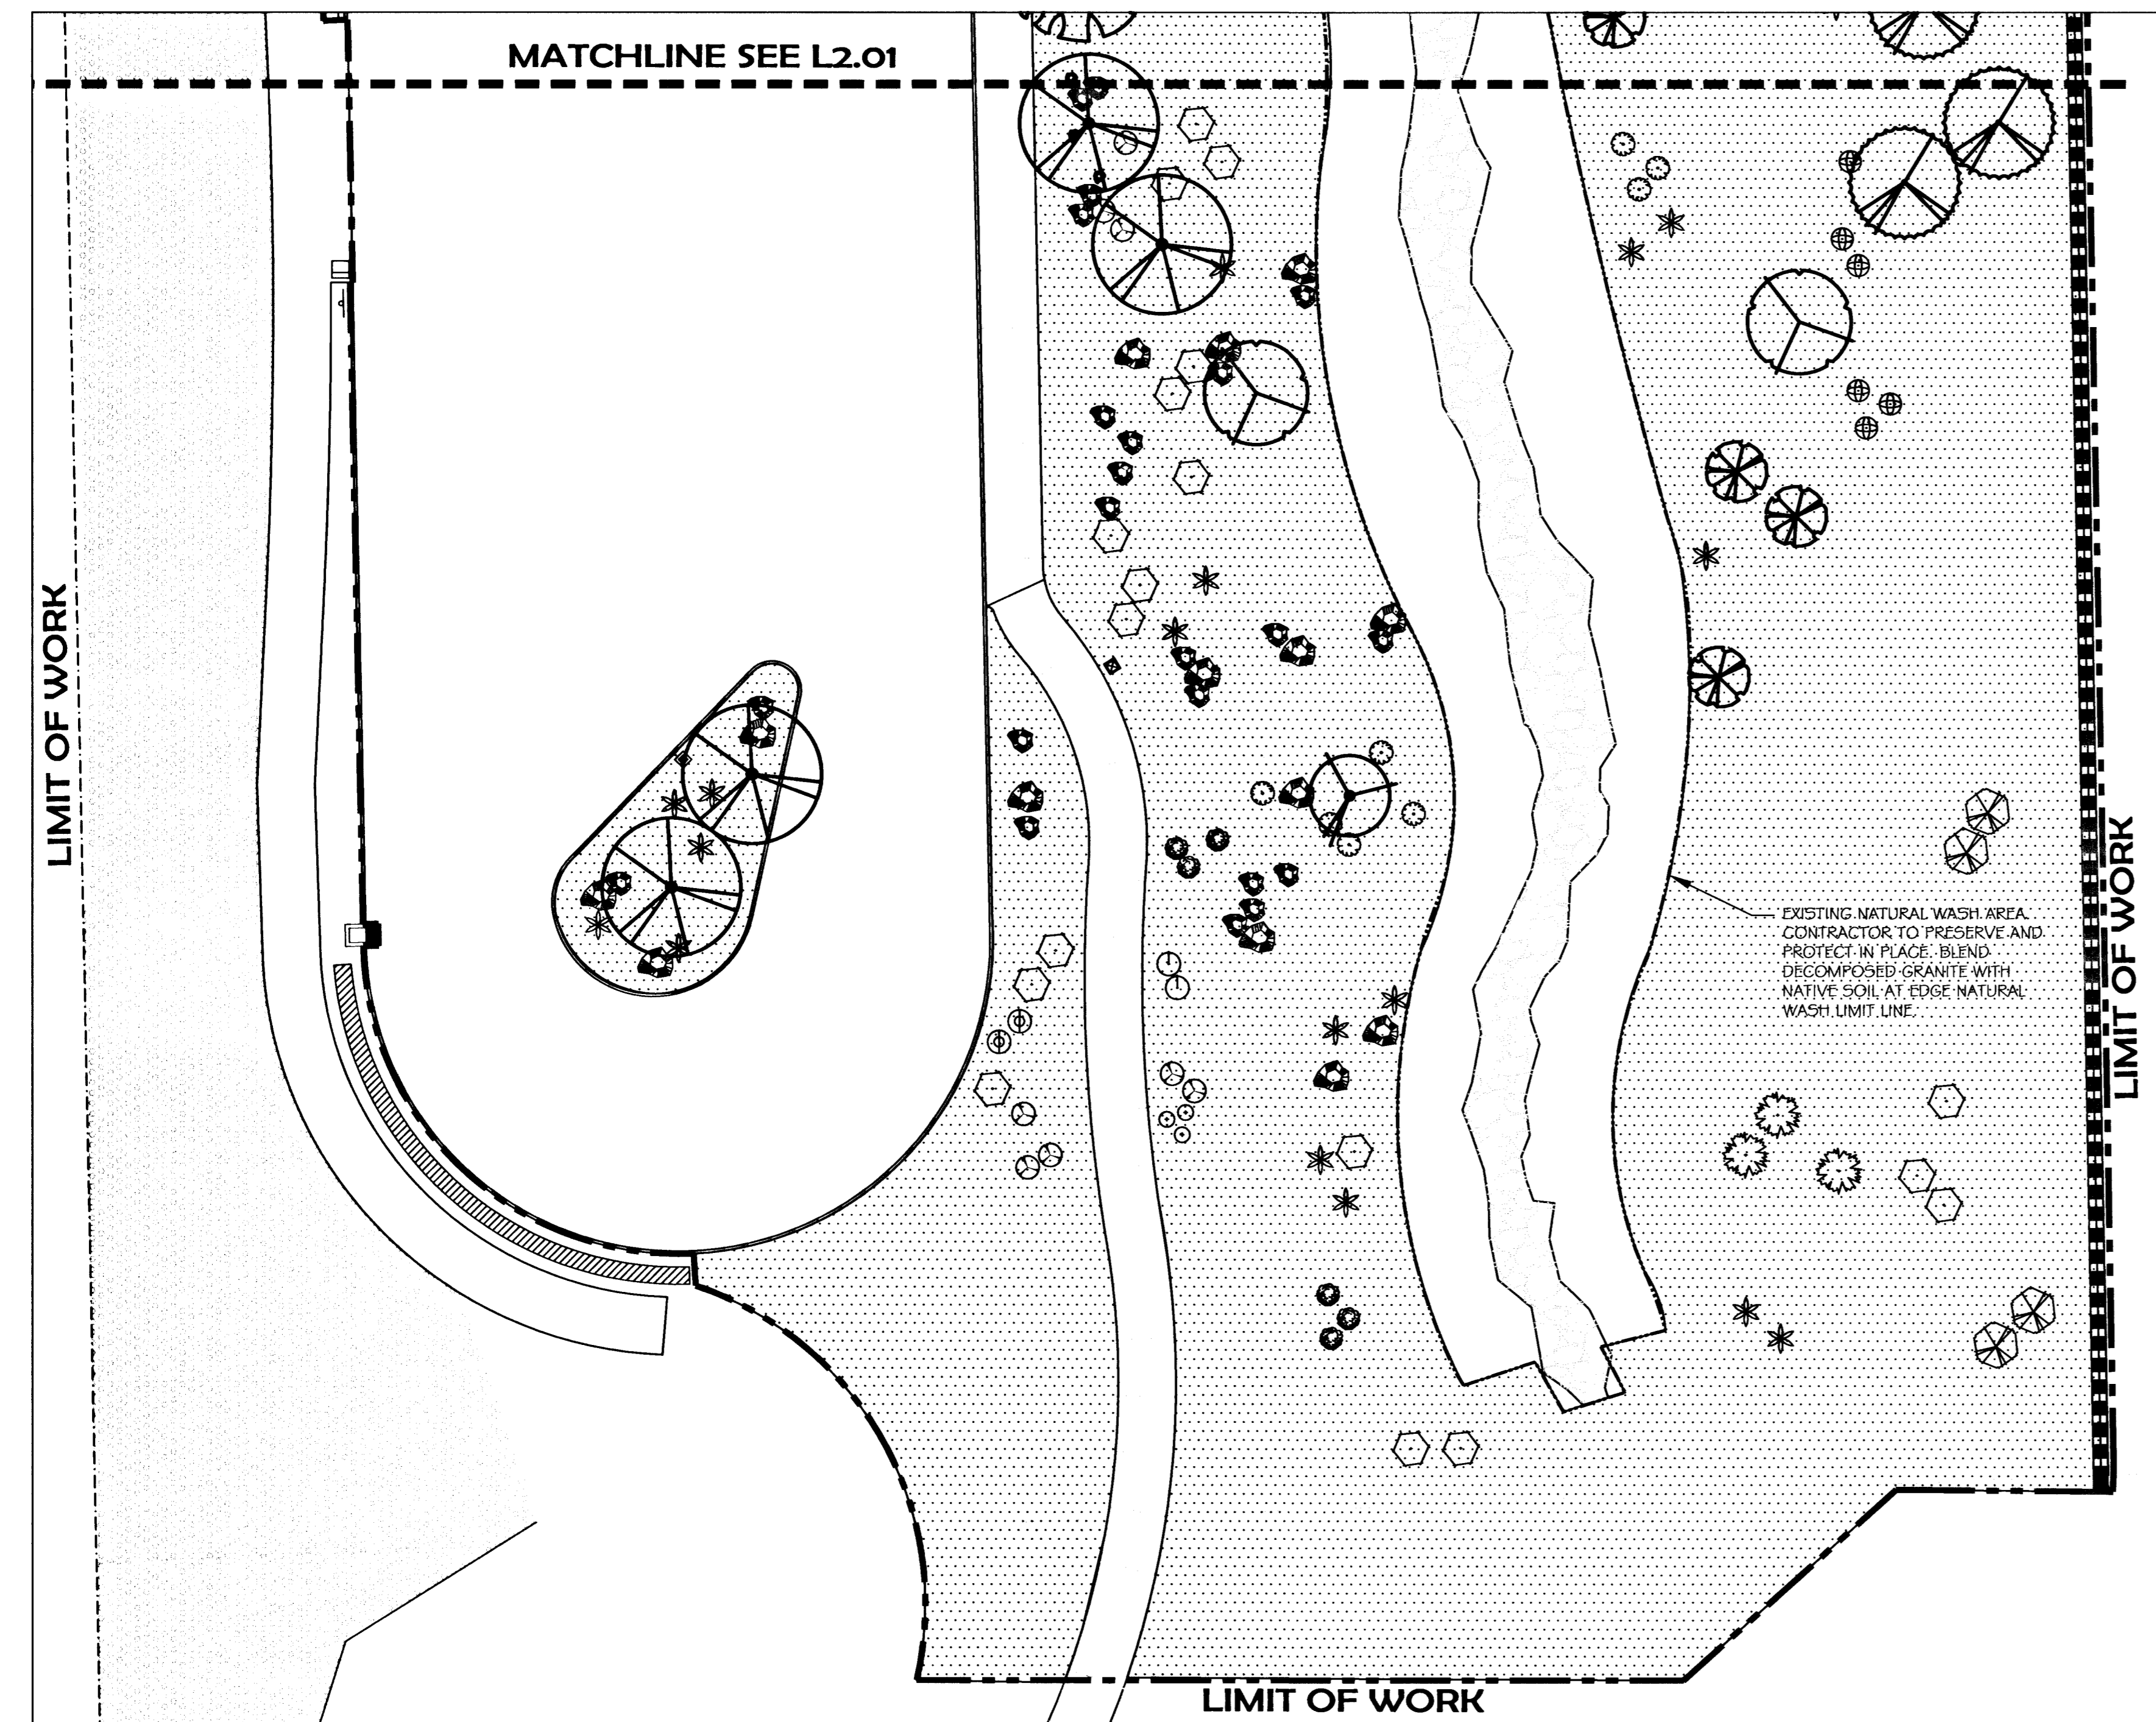 MATCHLINE SEE L2.01
LIMIT OF WORK
EXISTING NATURAL WASH AREA.
CONTRACTOR TO PRESERVE AND
PROTECT IN PLACE. BLEND
DECOMPOSED GRANITE WITH
NATIVE SOIL AT EDGE NATURAL
WASH LIMIT LINE.
LIMIT OF WORK
LIMIT OF WORK